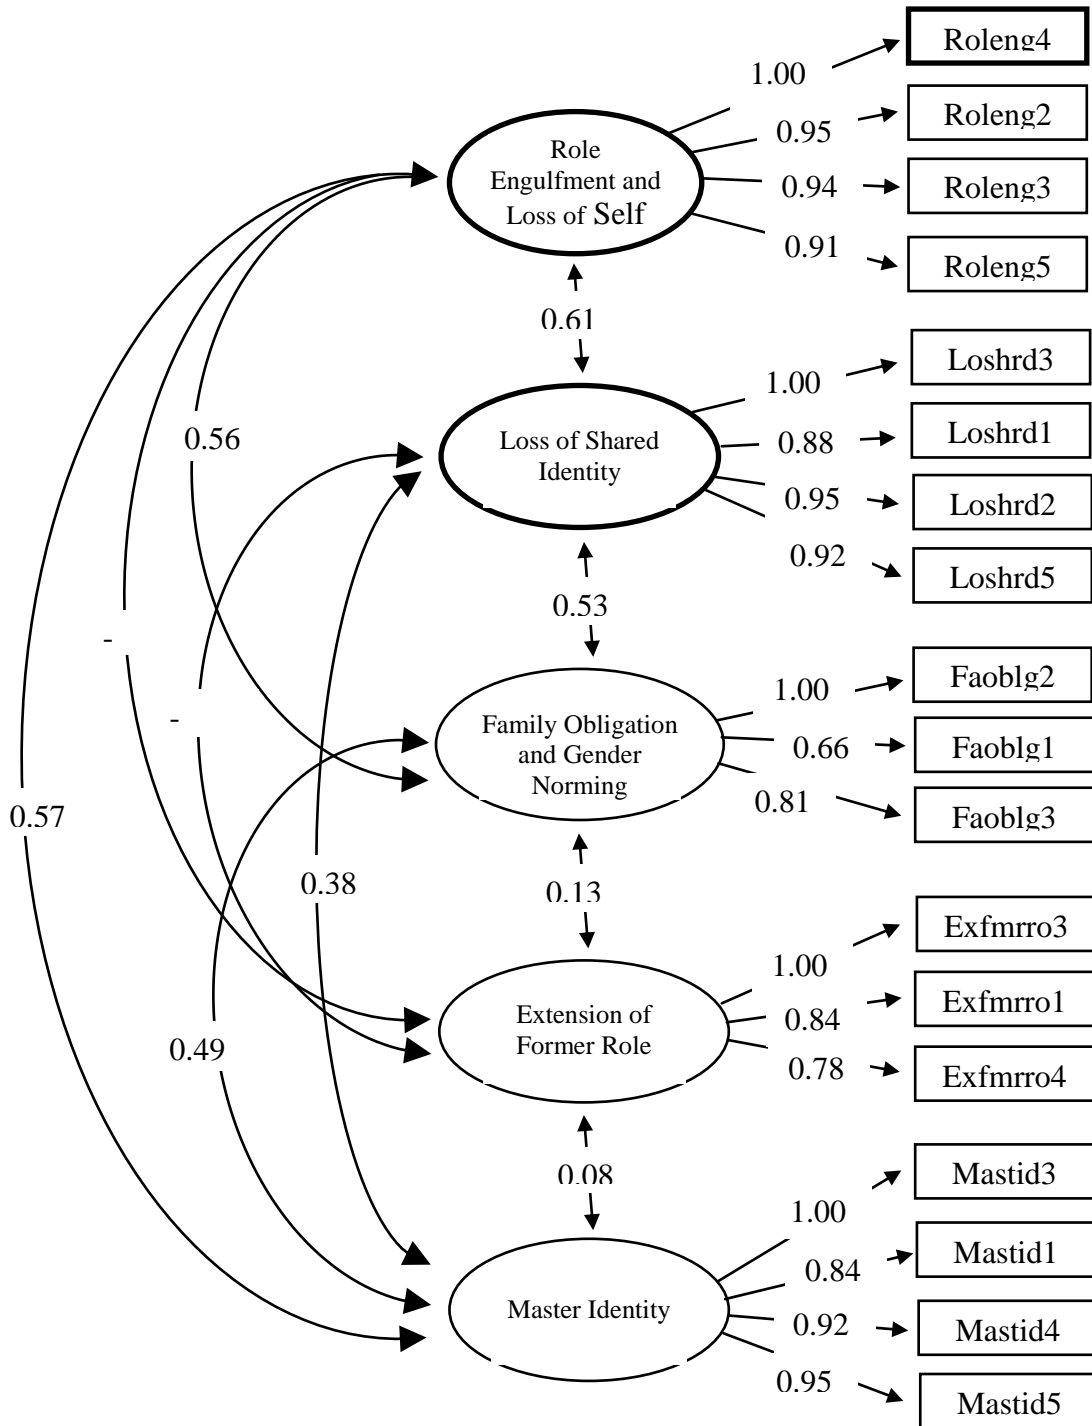 Roleng4
1.00
Roleng2
0.95
Role
Engulfment and
Loss of Self
Roleng3
0.94
Roleng5
0.91
0.61
Loshrd3
1.00
Loshrd1
0.88
0.56
Loss of Shared
Identity
Loshrd2
0.95
Loshrd5
0.92
0.53
-
Faoblg2
1.00
-
Family Obligation
and Gender
Norming
Faoblg1
0.66
Faoblg3
0.81
0.57
0.38
0.13
Exfmrro3
1.00
Extension of
Former Role
Exfmrro1
0.84
0.49
Exfmrro4
0.78
0.08
Mastid3
1.00
Mastid1
0.84
Master Identity
Mastid4
0.92
Mastid5
0.95